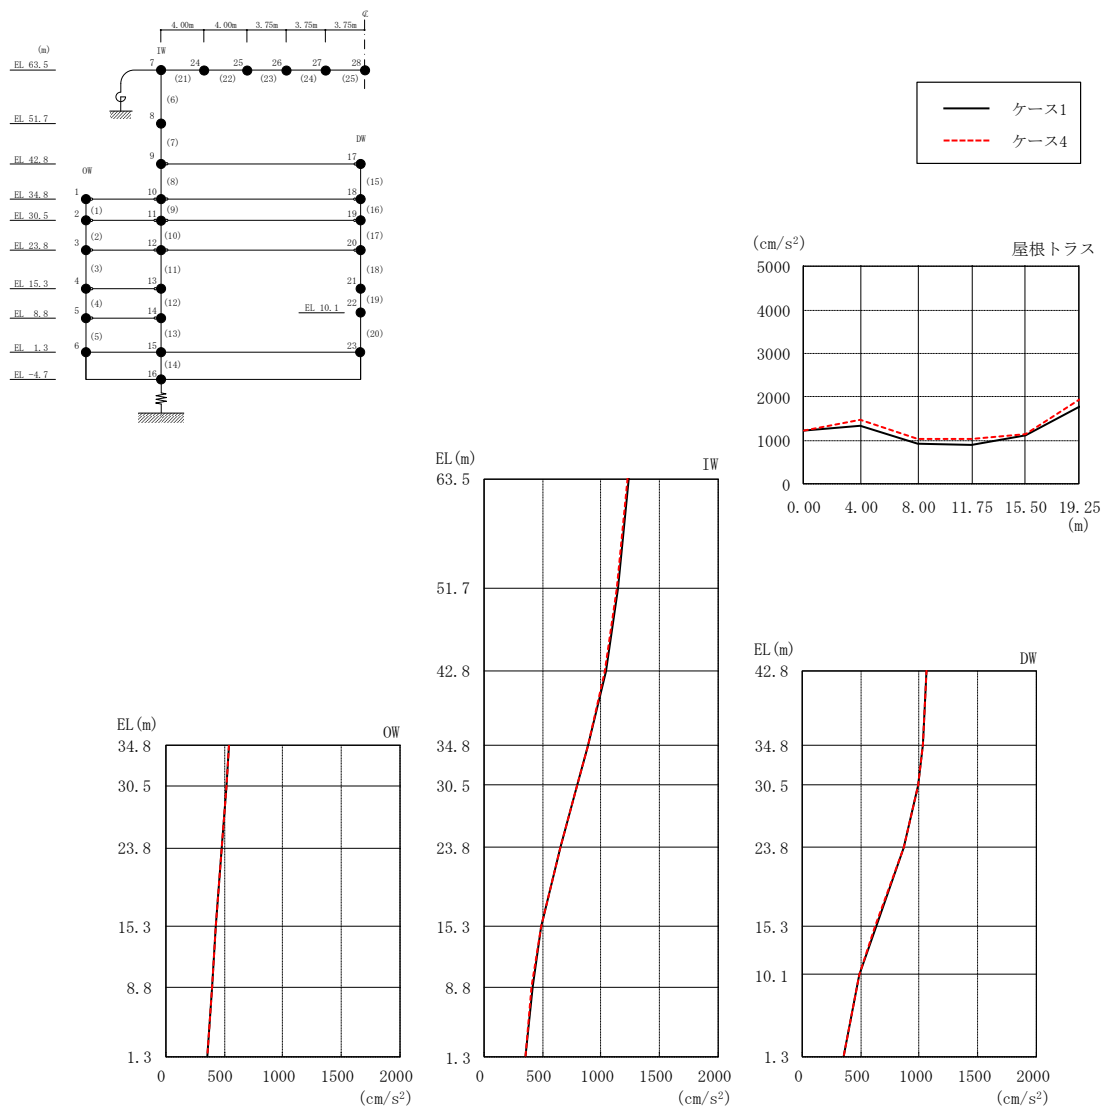 ℄
4.00m 4.00m 3.75m 3.75m 3.75m
(m)
IW
EL 63.5 7 24 25 26 27 28
(21) (22) (23) (24) (25)
(6)
EL 51.7 8
(7)
DW
EL 42.8 9 17
OW
(8) (15)
EL 34.8 1 10 18
(1) (9) (16)
EL 30.5 2 11 19
(2) (10) (17)
EL 23.8 3 12 20
(3) (11) (18)
EL 15.3 4 13 21
(4) (12) (19)
EL 10.1 22
EL 8.8 5 14
(5) (13) (20)
EL 1.3 6 15 23
(14)
EL -4.7 16
ケース1
ケース4
(cm/s²) 屋根トラス
5000
4000
3000
2000
1000
0
0.00 4.00 8.00 11.75 15.50 19.25
(m)
EL(m) IW
63.5
51.7
42.8
34.8
30.5
23.8
15.3
8.8
1.3
0 500 1000 1500 2000
(cm/s²)
EL(m) OW
34.8
30.5
23.8
15.3
8.8
1.3
0 500 1000 1500 2000
(cm/s²)
EL(m) DW
42.8
34.8
30.5
23.8
15.3
10.1
1.3
0 500 1000 1500 2000
(cm/s²)